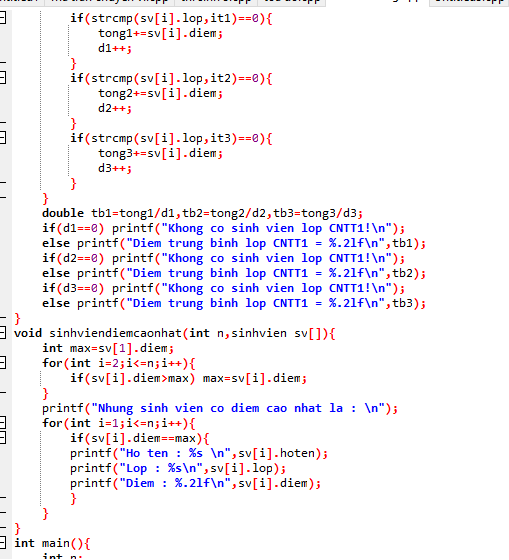 if(strcmp(sv[i].lop,it1)==0){
tong1+=sv[i].diem;
d1++;
}
if(strcmp(sv[i].lop,it2)==0){
tong2+=sv[i].diem;
d2++;
}
if(strcmp(sv[i].lop,it3)==0){
tong3+=sv[i].diem;
d3++;
}
}
double tb1=tong1/d1,tb2=tong2/d2,tb3=tong3/d3;
if(d1==0) printf("Khong co sinh vien lop CNTT1!\n");
else printf("Diem trung binh lop CNTT1 = %.2lf\n",tb1);
if(d2==0) printf("Khong co sinh vien lop CNTT1!\n");
else printf("Diem trung binh lop CNTT1 = %.2lf\n",tb2);
if(d3==0) printf("Khong co sinh vien lop CNTT1!\n");
else printf("Diem trung binh lop CNTT1 = %.2lf\n",tb3);
}
void sinhviendiemcaonhat(int n,sinhvien sv[]){
int max=sv[1].diem;
for(int i=2;i<=n;i++){
if(sv[i].diem>max) max=sv[i].diem;
}
printf("Nhung sinh vien co diem cao nhat la : \n");
for(int i=1;i<=n;i++){
if(sv[i].diem==max){
printf("Ho ten : %s \n",sv[i].hoten);
printf("Lop : %s\n",sv[i].lop);
printf("Diem : %.2lf\n",sv[i].diem);
}
}
}
int main(){
int n;